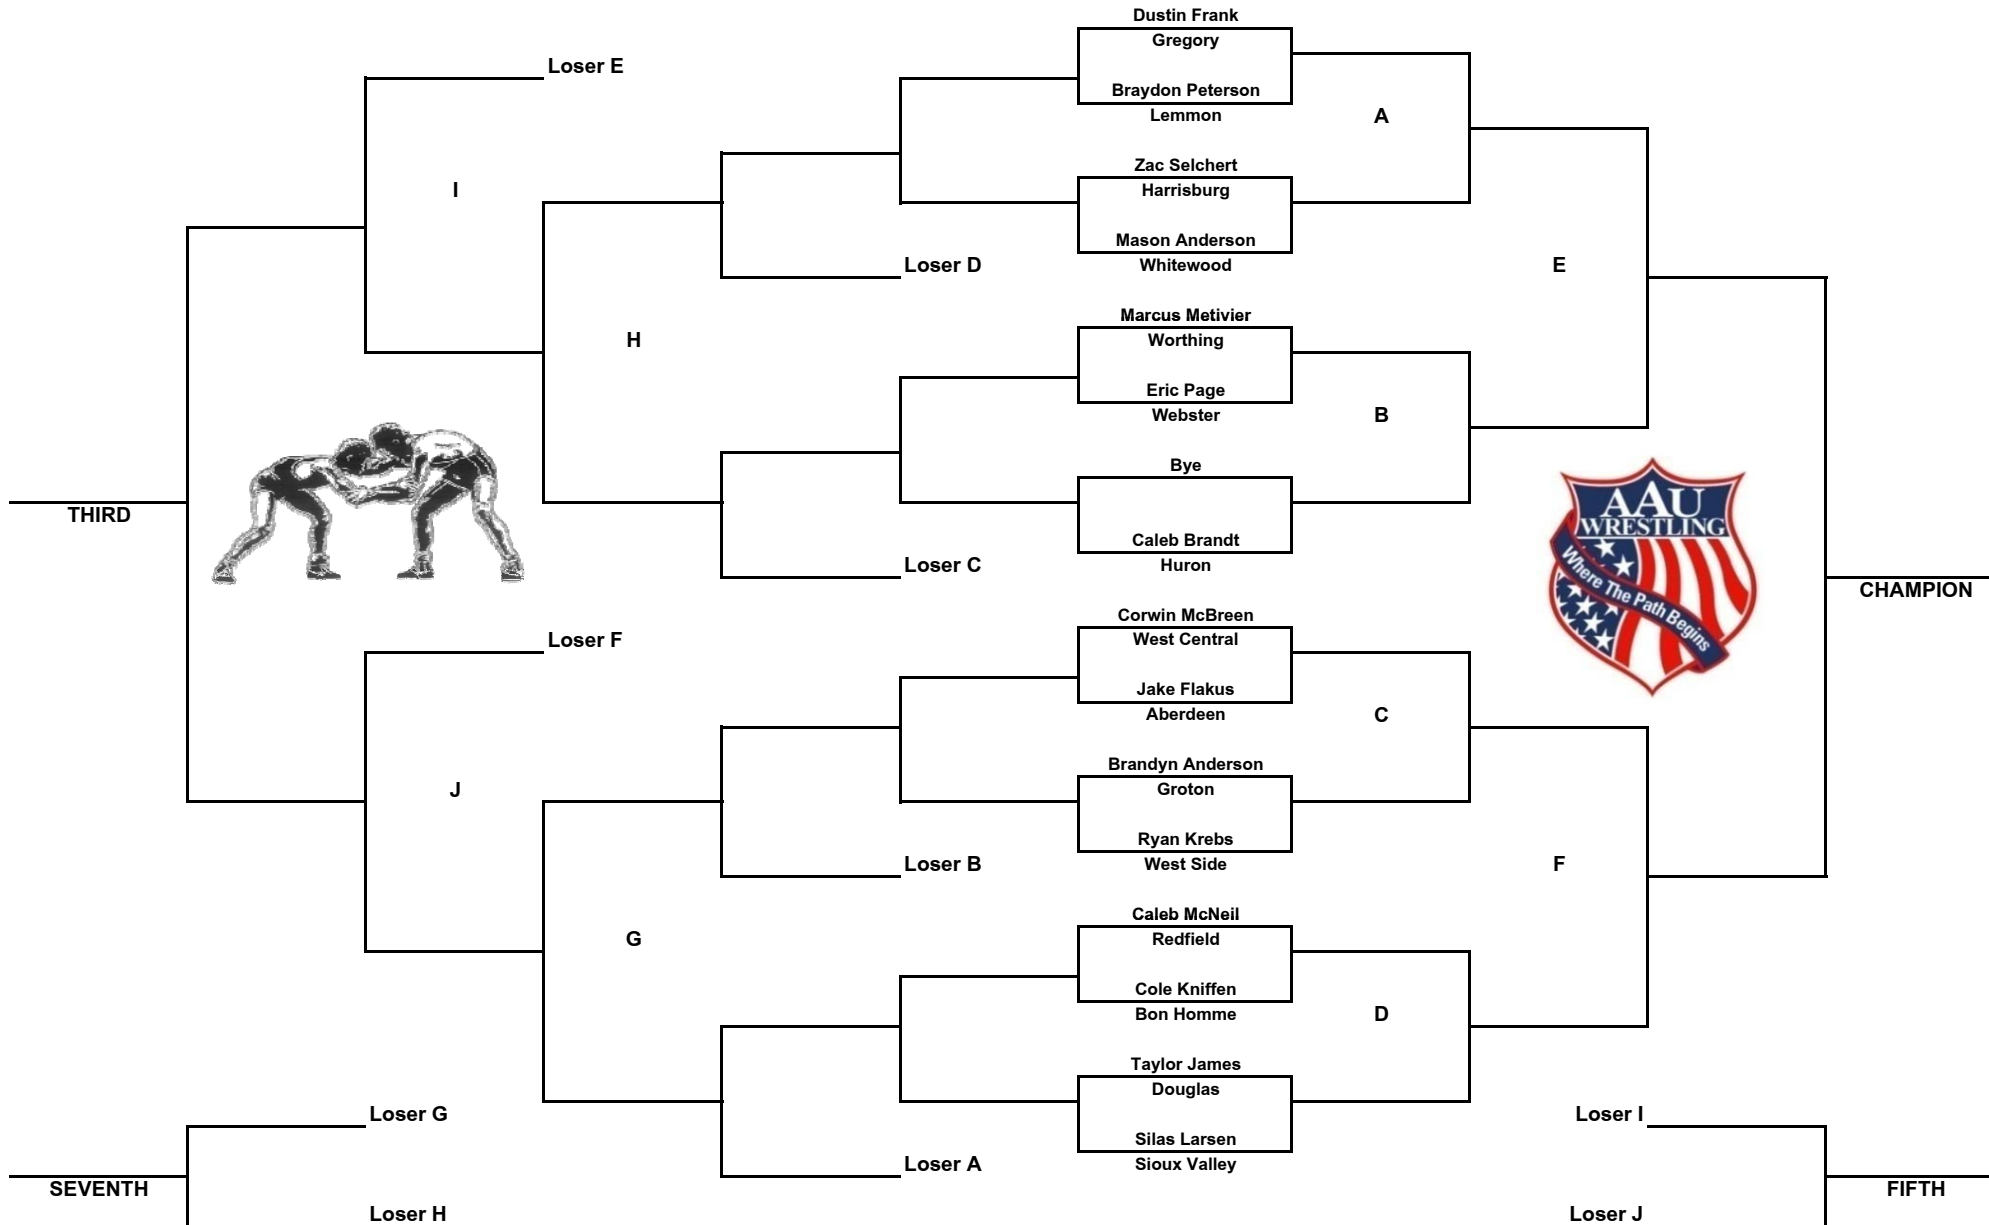 Dustin Frank
Gregory
Loser E
Braydon Peterson
Lemmon
A
Zac Selchert
Harrisburg
I
Mason Anderson
Whitewood
Loser D
E
Marcus Metivier
Worthing
H
Eric Page
Webster
B
Bye
THIRD
AAU
WRESTLING
Where The Path Begins
Caleb Brandt
Huron
Loser C
CHAMPION
Corwin McBreen
West Central
Loser F
Jake Flakus
Aberdeen
C
Brandyn Anderson
Groton
J
Ryan Krebs
West Side
Loser B
F
Caleb McNeil
Redfield
G
Cole Kniffen
Bon Homme
D
Taylor James
Douglas
Loser G
Loser I
Silas Larsen
Sioux Valley
Loser A
SEVENTH
FIFTH
Loser H
Loser J